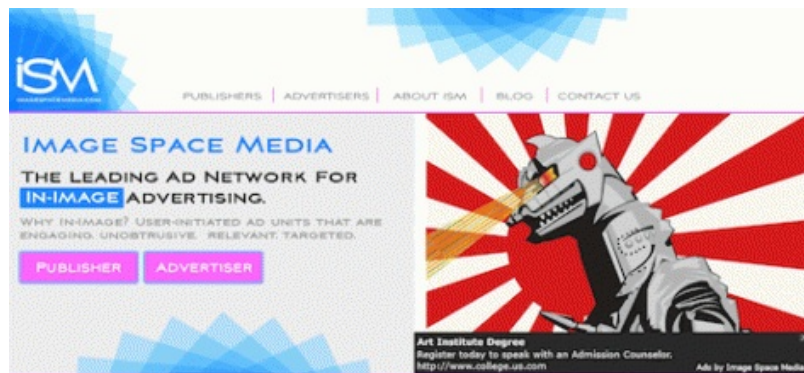 iSM
IMAGESPACEMEDIA.COM
PUBLISHERS | ADVERTISERS | ABOUT ISM | BLOG | CONTACT US
IMAGE SPACE MEDIA
THE LEADING AD NETWORK FOR
IN-IMAGE ADVERTISING.
WHY IN-IMAGE? USER-INITIATED AD UNITS THAT ARE
ENGAGING. UNOBTRUSIVE. RELEVANT. TARGETED.
PUBLISHER ADVERTISER
Art Institute Degree
Register today to speak with an Admission Counselor.
http://www.college.us.com
Ads by Image Space Media